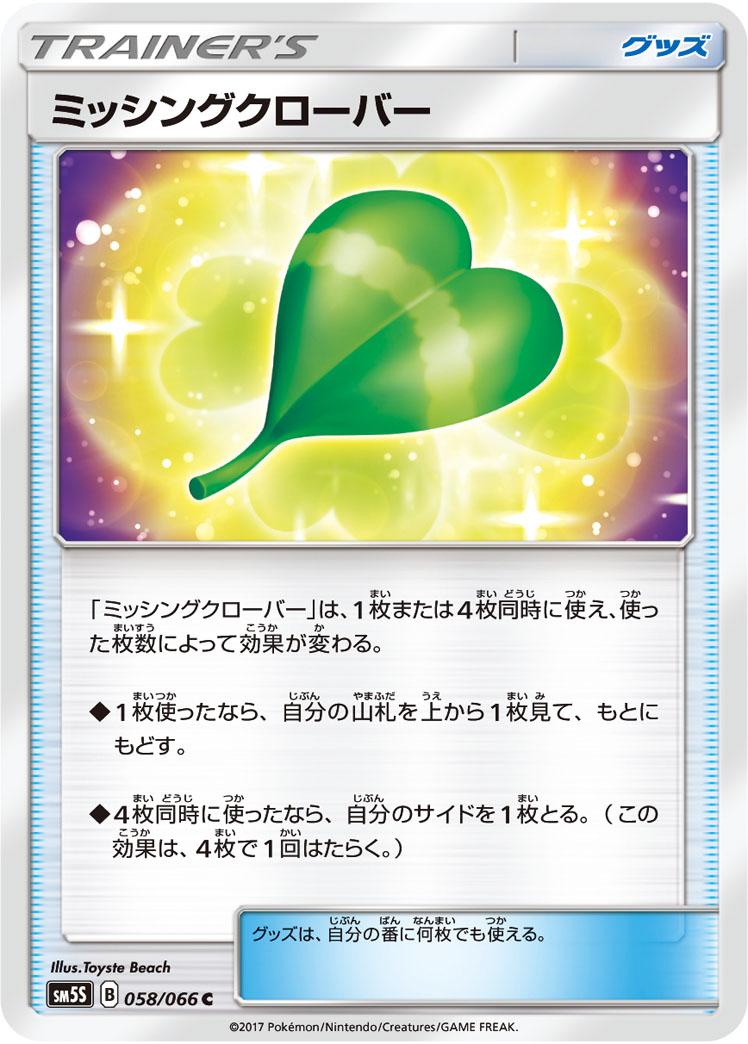 TRAINER'S
グッズ
ミッシングクローバー
「ミッシングクローバー」は、1枚または4枚同時に使え、使っ
た枚数によって効果が変わる。
◆1枚使ったなら、自分の山札を上から1枚見て、もとに
もどす。
◆4枚同時に使ったなら、自分のサイドを1枚とる。（この
効果は、4枚で1回はたらく。）
グッズは、自分の番に何枚でも使える。
Illus.Toyste Beach
SM5S B 058/066 C
©2017 Pokémon/Nintendo/Creatures/GAME FREAK.